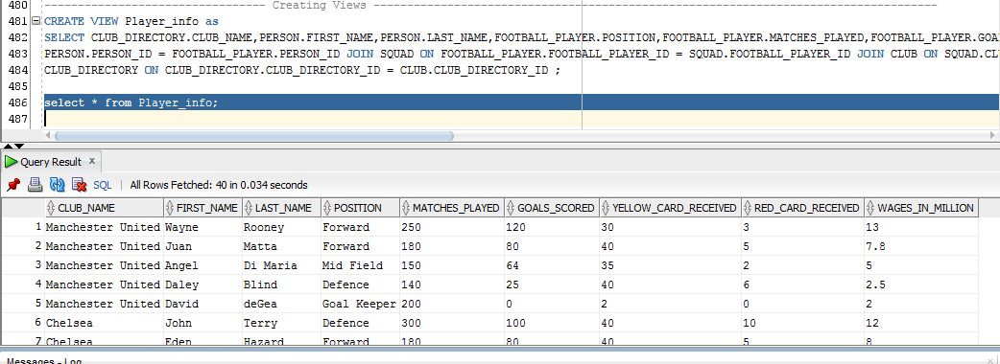 480 -------------------------------- Creating Views --------------------------------
481 CREATE VIEW Player_info as
482 SELECT CLUB_DIRECTORY.CLUB_NAME,PERSON.FIRST_NAME,PERSON.LAST_NAME,FOOTBALL_PLAYER.POSITION,FOOTBALL_PLAYER.MATCHES_PLAYED,FOOTBALL_PLAYER.GOA
483 PERSON.PERSON_ID = FOOTBALL_PLAYER.PERSON_ID JOIN SQUAD ON FOOTBALL_PLAYER.FOOTBALL_PLAYER_ID = SQUAD.FOOTBALL_PLAYER_ID JOIN CLUB ON SQUAD.CL
484 CLUB_DIRECTORY ON CLUB_DIRECTORY.CLUB_DIRECTORY_ID = CLUB.CLUB_DIRECTORY_ID ;
485
486 select * from Player_info;
487
Query Result x
SQL | All Rows Fetched: 40 in 0.034 seconds
CLUB_NAME FIRST_NAME LAST_NAME POSITION MATCHES_PLAYED GOALS_SCORED YELLOW_CARD_RECEIVED RED_CARD_RECEIVED WAGES_IN_MILLION
1 Manchester United Wayne Rooney Forward 250 120 30 3 13
2 Manchester United Juan Matta Forward 180 80 40 5 7.8
3 Manchester United Angel Di Maria Mid Field 150 64 35 2 5
4 Manchester United Daley Blind Defence 140 25 40 6 2.5
5 Manchester United David deGea Goal Keeper 200 0 2 0 2
6 Chelsea John Terry Defence 300 100 40 10 12
7 Chelsea Eden Hazard Forward 180 80 40 5 8
Messages - Log